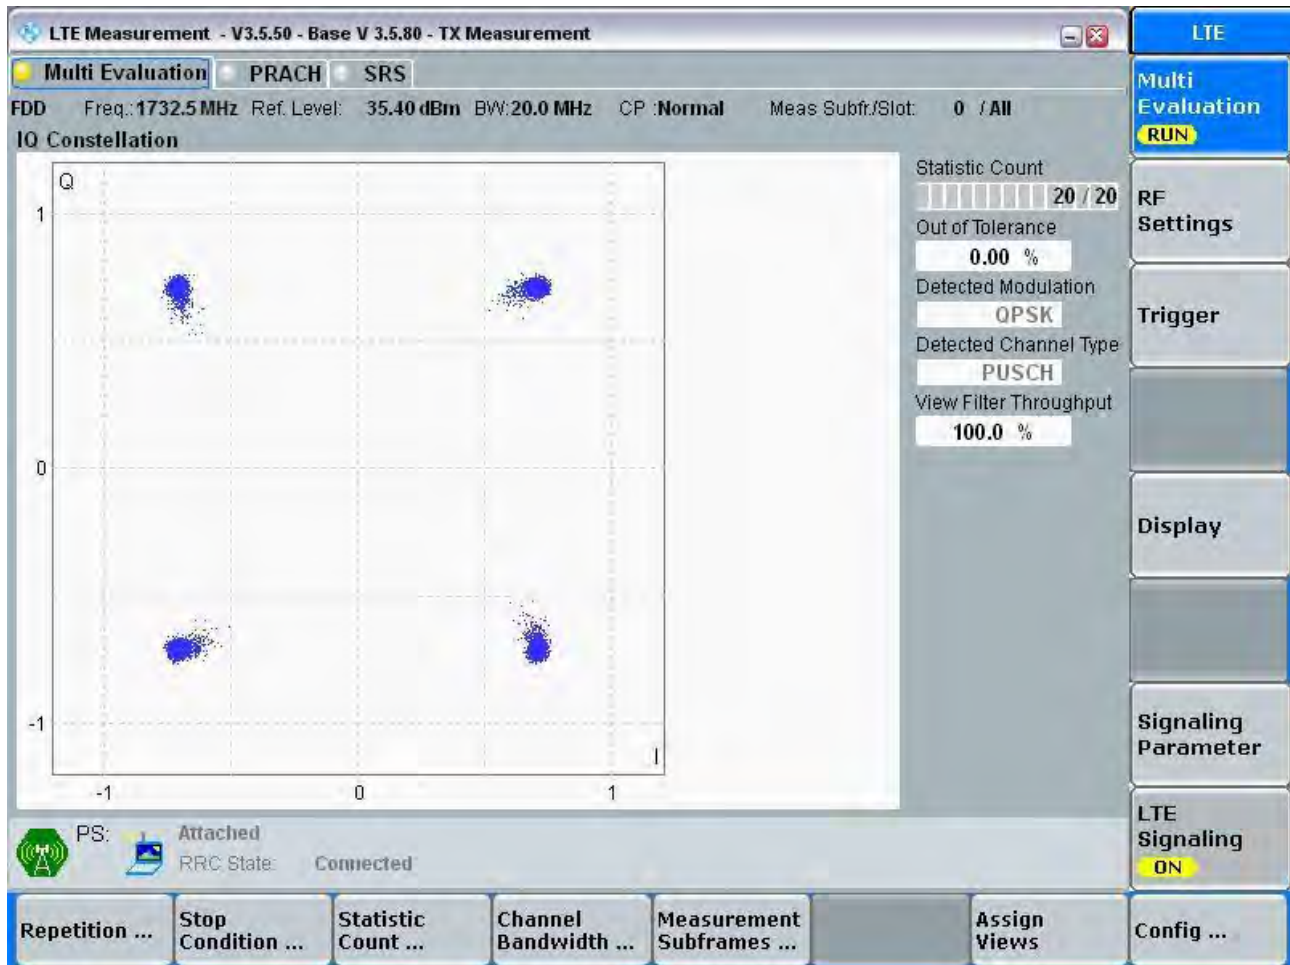 LTE Measurement - V3.5.50 - Base V 3.5.80 - TX Measurement
LTE
Multi Evaluation PRACH SRS
Multi
Evaluation
RUN
FDD Freq.: 1732.5 MHz Ref. Level: 35.40 dBm BW: 20.0 MHz CP :Normal Meas Subfr./Slot: 0 / All
IQ Constellation
Q
1
0
-1
I
-1 0 1
Statistic Count
20 / 20
Out of Tolerance
0.00 %
Detected Modulation
QPSK
Detected Channel Type
PUSCH
View Filter Throughput
100.0 %
RF
Settings
Trigger
Display
Signaling
Parameter
LTE
Signaling
ON
PS: Attached
RRC State: Connected
Repetition ...
Stop
Condition ...
Statistic
Count ...
Channel
Bandwidth ...
Measurement
Subframes ...
Assign
Views
Config ...